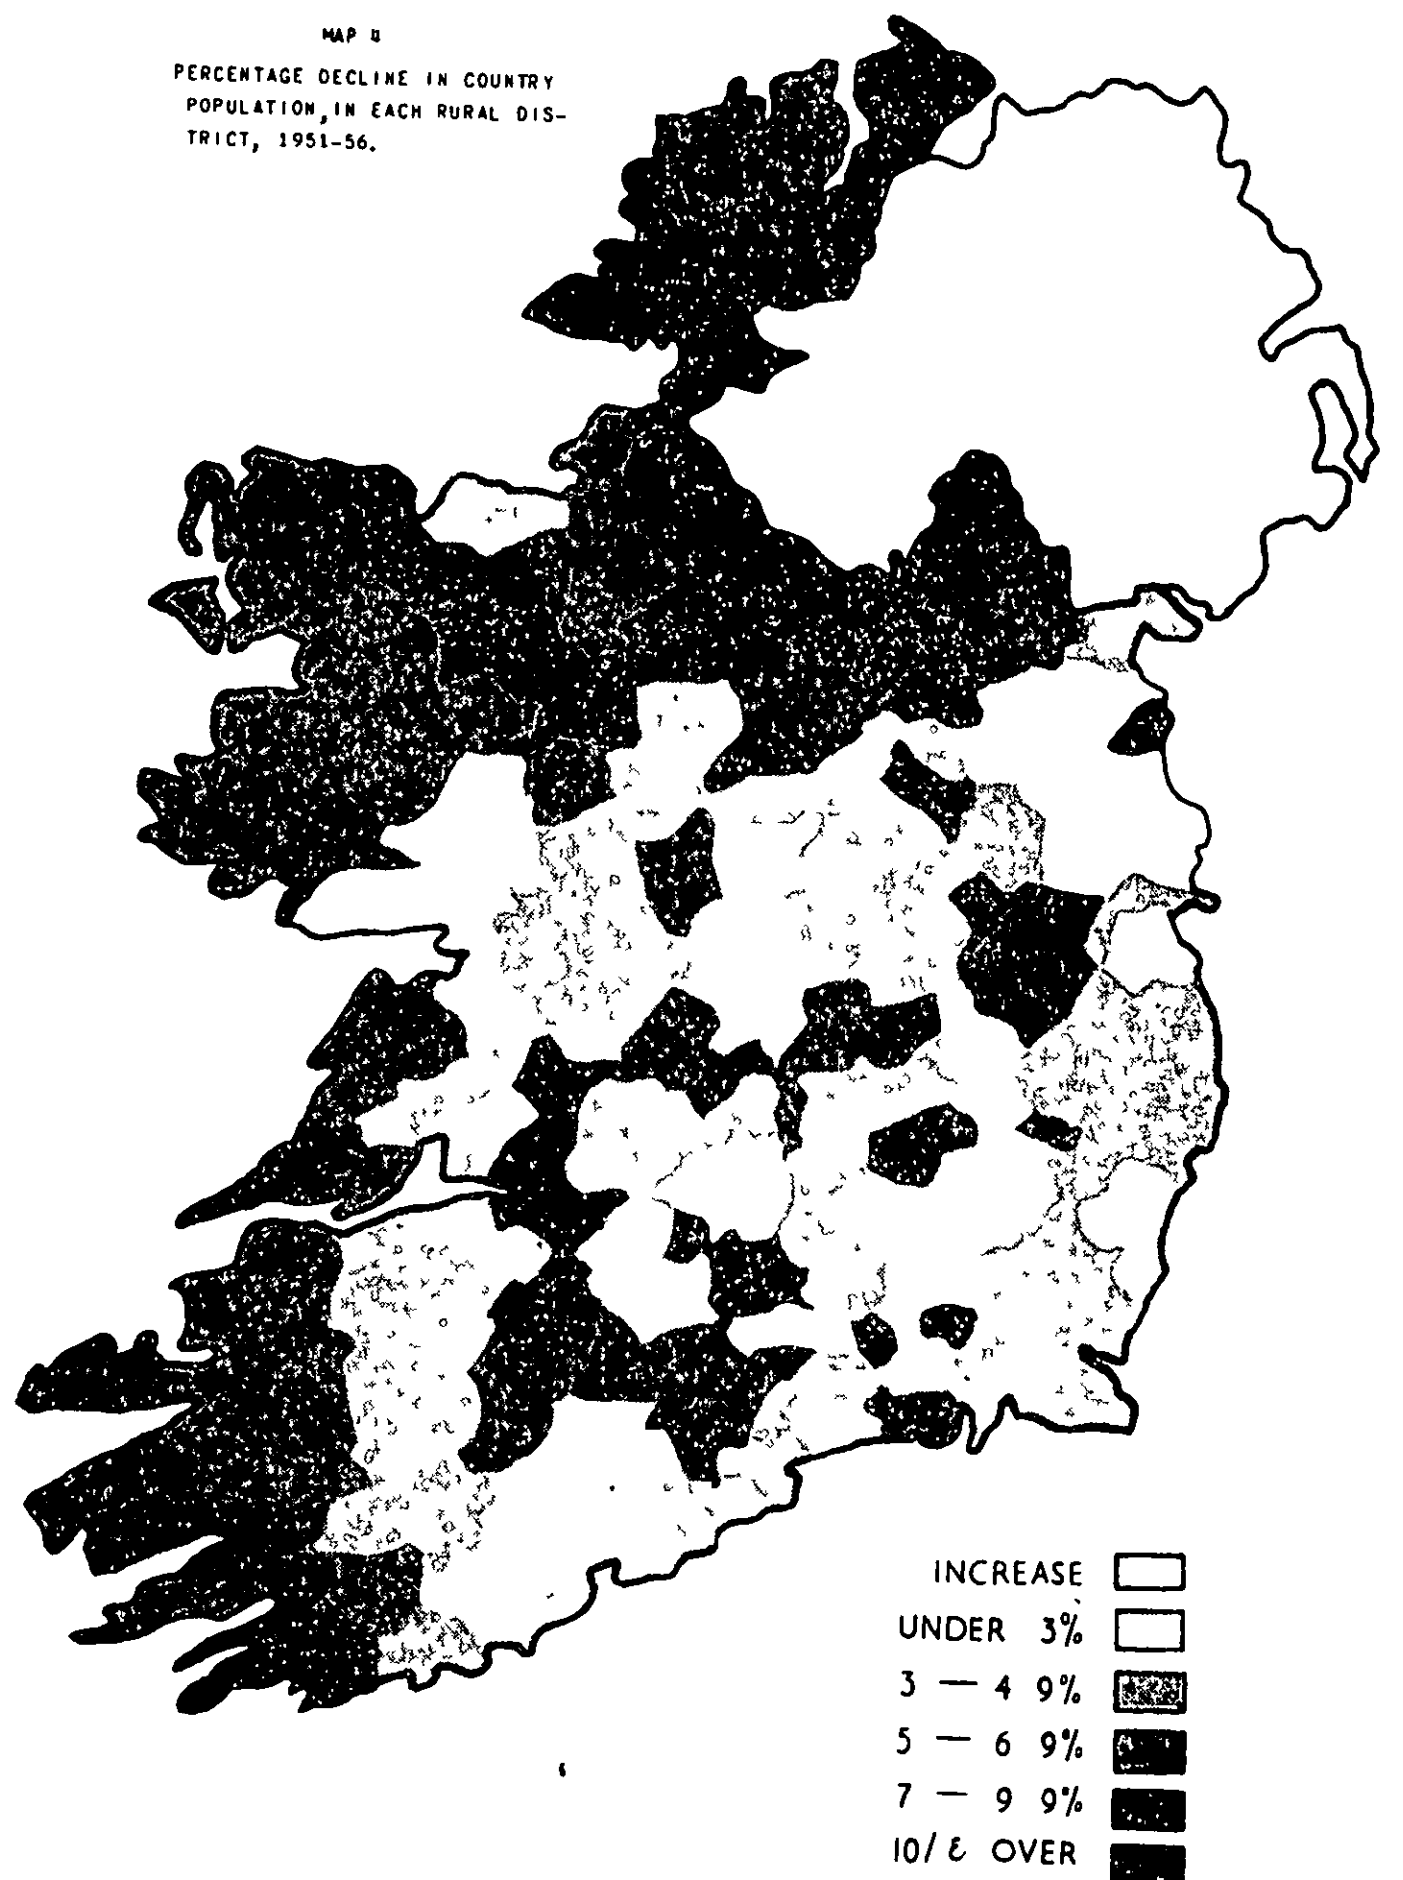 MAP 4
PERCENTAGE DECLINE IN COUNTRY
POPULATION, IN EACH RURAL DIS-
TRICT, 1951-56.
INCREASE
UNDER 3%
3 — 4 9%
5 — 6 9%
7 — 9 9%
10/ & OVER